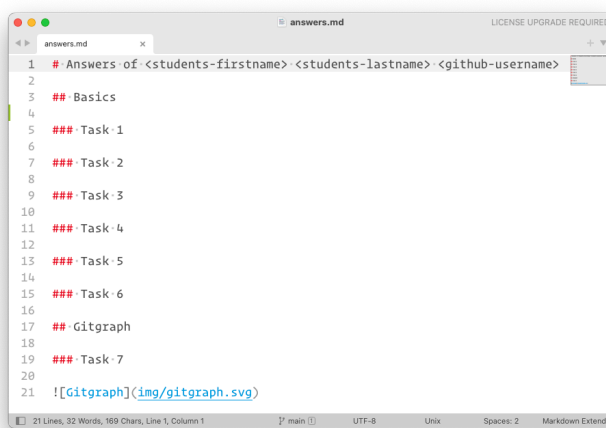 answers.md
LICENSE UPGRADE REQUIRED
answers.md ×
1 # Answers of <students-firstname> <students-lastname> <github-username>
2
3 ## Basics
4
5 ### Task 1
6
7 ### Task 2
8
9 ### Task 3
10
11 ### Task 4
12
13 ### Task 5
14
15 ### Task 6
16
17 ## Gitgraph
18
19 ### Task 7
20
21 ![Gitgraph](img/gitgraph.svg)
21 Lines, 32 Words, 169 Chars, Line 1, Column 1 main 1 UTF-8 Unix Spaces: 2 Markdown Extend